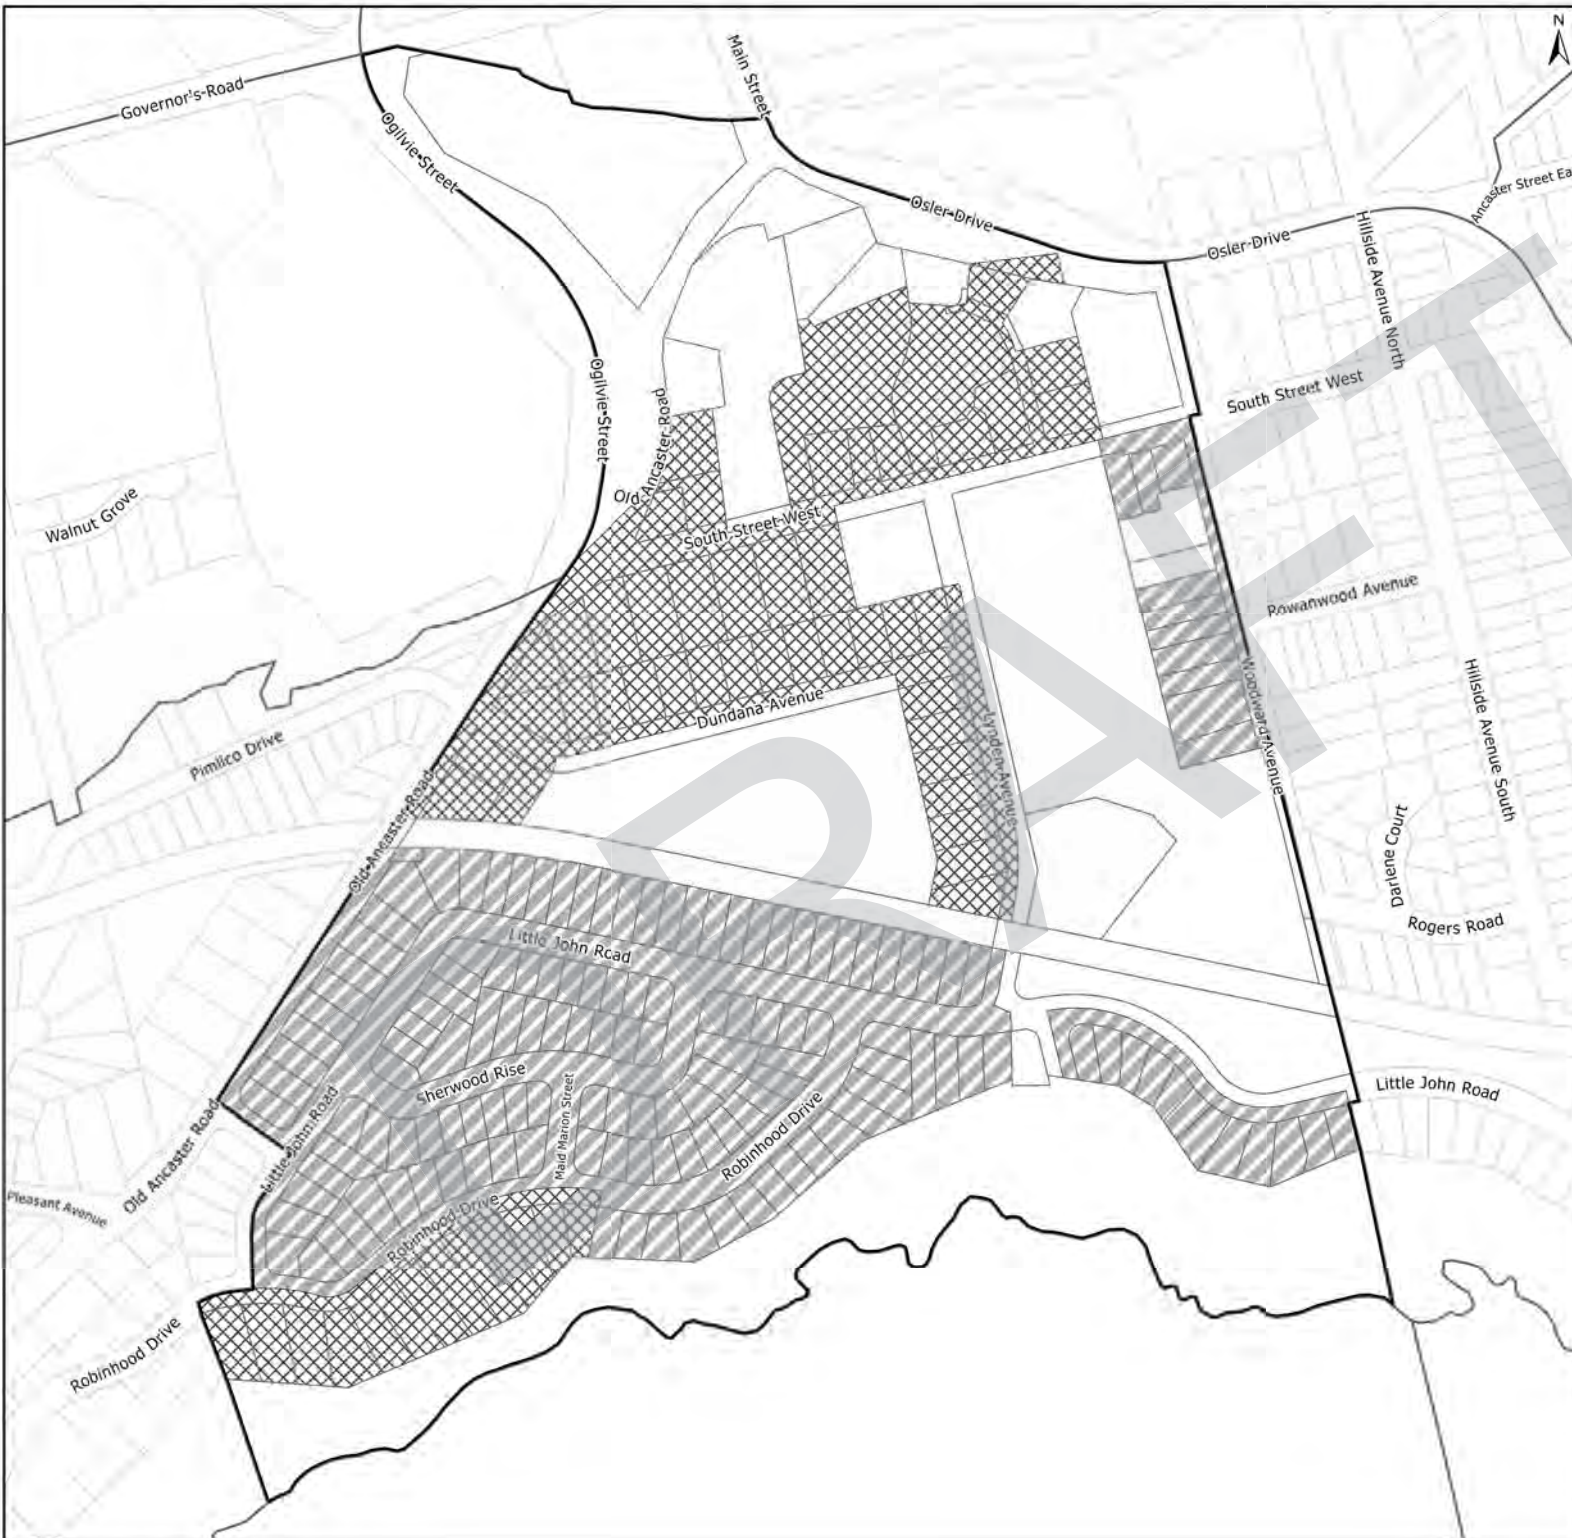 N
Main Street
Governor's Road
Ogilvie Street
Ancaster Street Ea
Osler Drive
Osler Drive
Hillside Avenue North
Ogilvie Street
South Street West
Old Ancaster Road
Walnut Grove
South Street West
Rowanwood Avenue
Woodward Avenue
Hillside Avenue South
Dundana Avenue
Lynden Avenue
Pimlico Drive
Old Ancaster Road
Darlene Court
Rogers Road
Little John Road
Sherwood Rise
Maid Marion Street
Little John Road
Little John Road
Robinhood Drive
Old Ancaster Road
Pleasant Avenue
Robinhood Drive
Robinhood Drive
RAFT